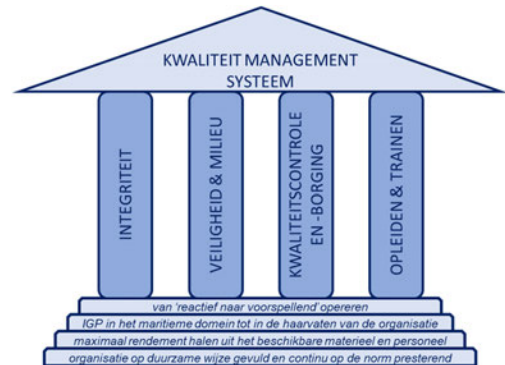 KWALITEIT MANAGEMENT
SYSTEEM
INTEGRITEIT
VEILIGHEID & MILIEU
KWALITEITSCONTROLE
EN -BORGING
OPLEIDEN & TRAINEN
van 'reactief naar voorspellend' opereren
IGP in het maritieme domein tot in de haarvaten van de organisatie
maximaal rendement halen uit het beschikbare materieel en personeel
organisatie op duurzame wijze gevuld en continu op de norm presterend